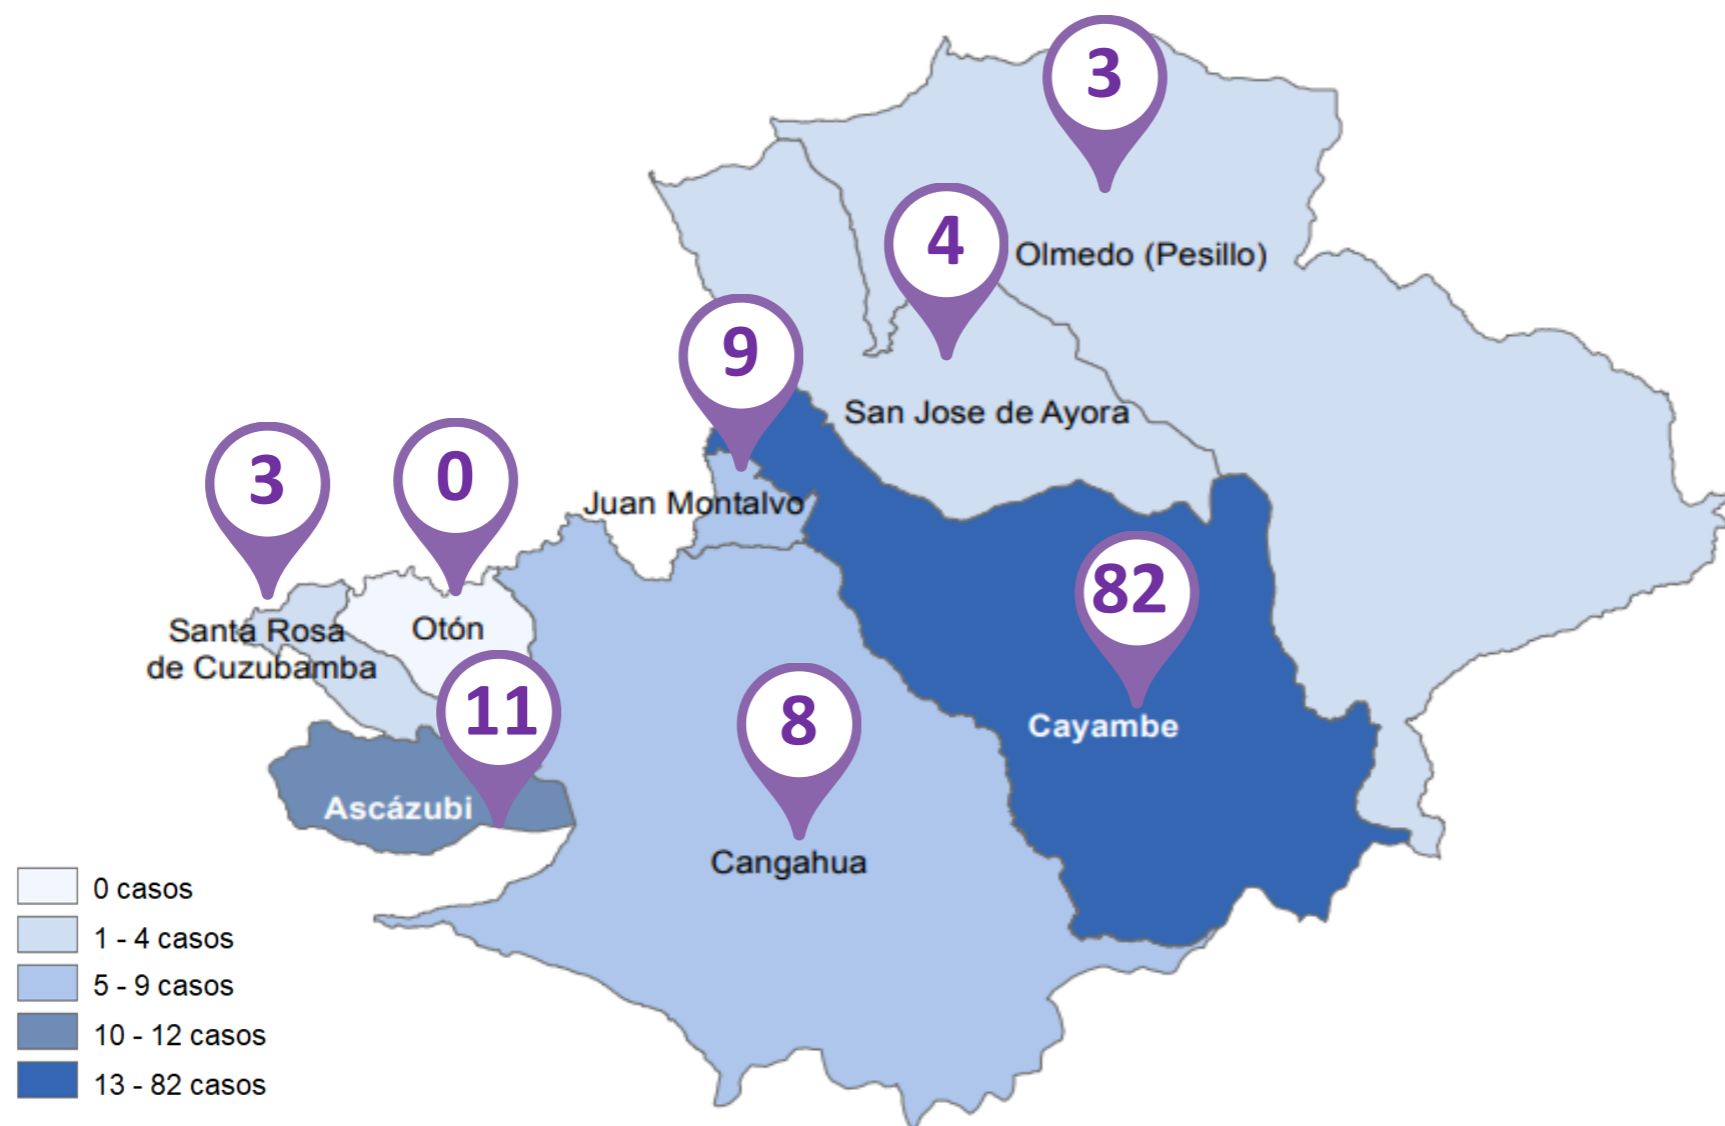 3
4
Olmedo (Pesillo)
9
San Jose de Ayora
3
0
Juan Montalvo
82
Santa Rosa
de Cuzubamba
Otón
11
8
Cayambe
Ascázubi
Cangahua
0 casos
1 - 4 casos
5 - 9 casos
10 - 12 casos
13 - 82 casos